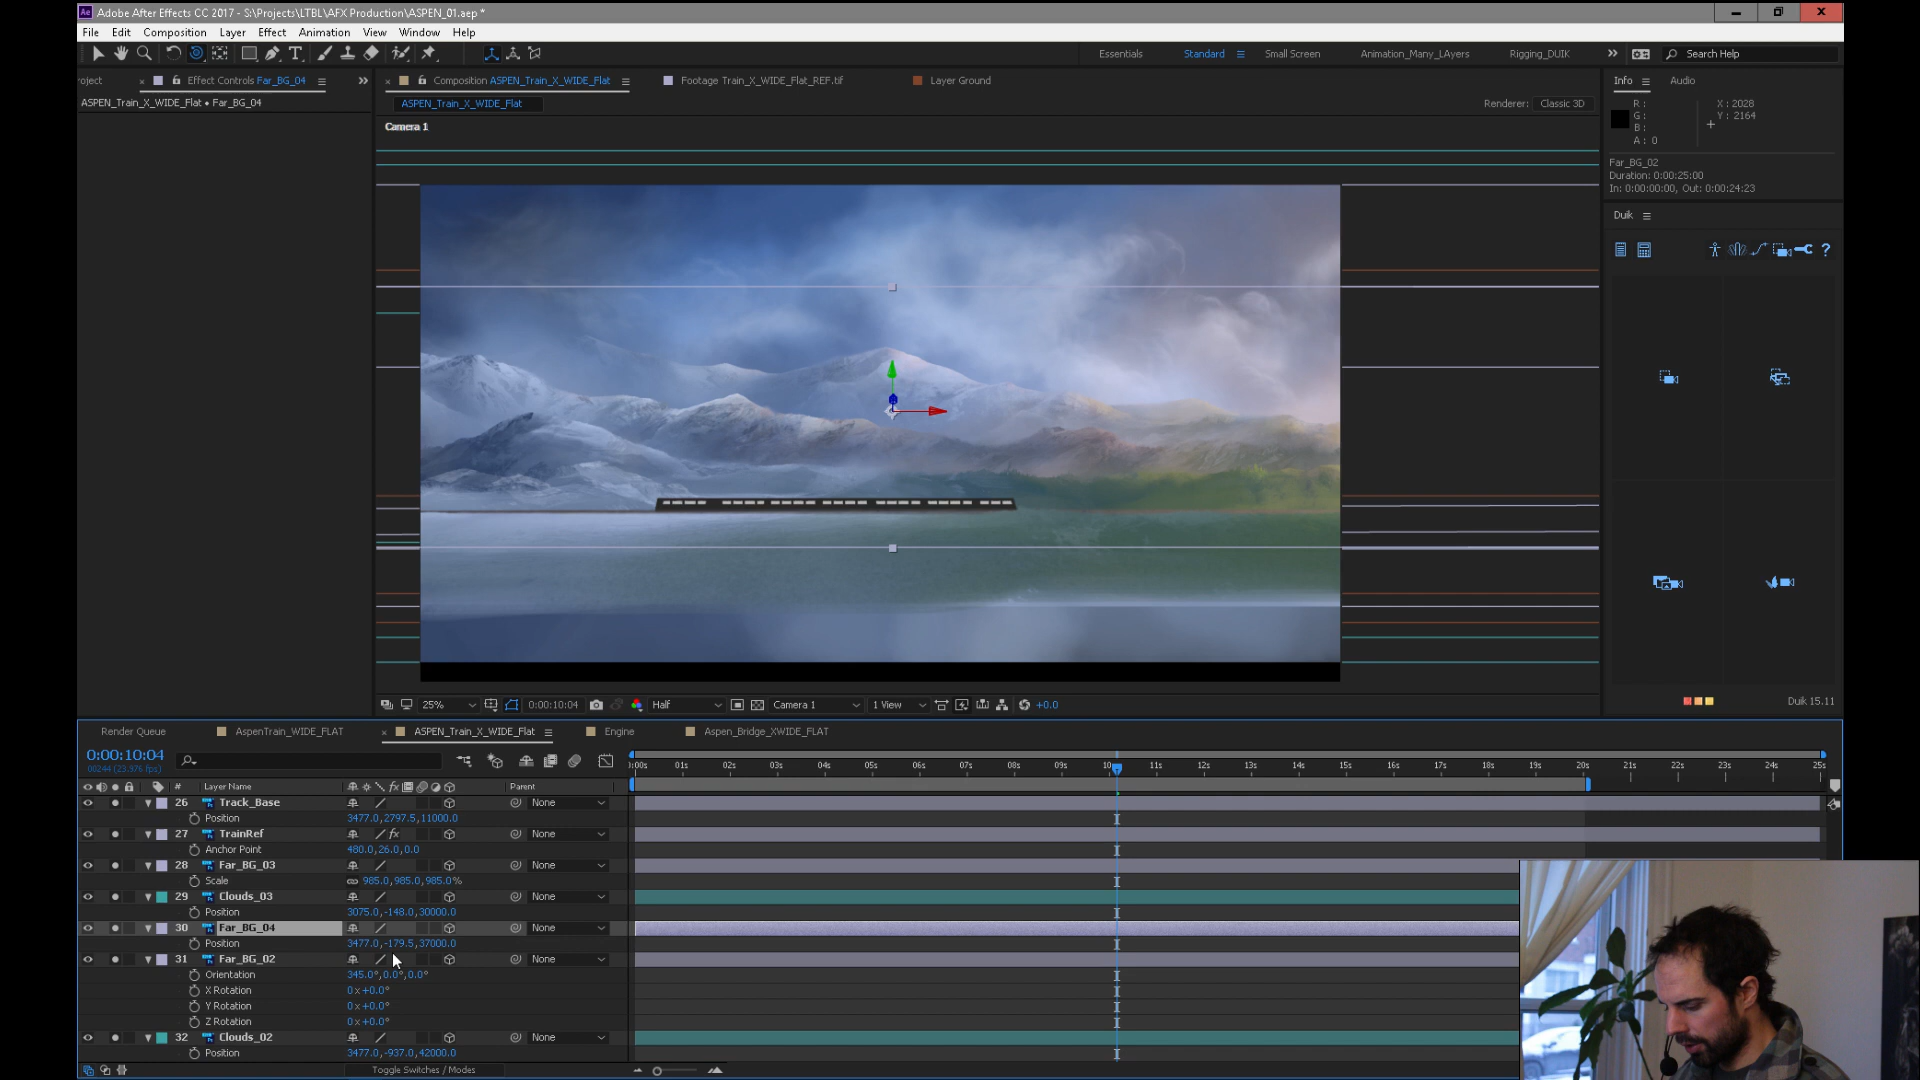 Adobe After Effects CC 2017 - S:\Projects\LTBL\AFX Production\ASPEN_01.aep *
File Edit Composition Layer Effect Animation View Window Help
Essentials Standard Small Screen Animation_Many_LAyers Rigging_DUIK Search Help
roject Effect Controls Far_BG_04 Composition ASPEN_Train_X_WIDE_Flat Footage Train_X_WIDE_Flat_REF.tif Layer Ground Info Audio
ASPEN_Train_X_WIDE_Flat • Far_BG_04 ASPEN_Train_X_WIDE_Flat Renderer: Classic 3D
Camera 1
R :
G :
B :
A : 0
X : 2028
Y : 2164
Far_BG_02
Duration: 0:00:25:00
In: 0:00:00:00, Out: 0:00:24:23
Duik
25% 0:00:10:04 Half Camera 1 1 View +0.0 Duik 15.11
Render Queue AspenTrain_WIDE_FLAT ASPEN_Train_X_WIDE_Flat Engine Aspen_Bridge_XWIDE_FLAT
0:00:10:04
00244 (23.976 fps)
):00s 01s 02s 03s 04s 05s 06s 07s 08s 09s 10s 11s 12s 13s 14s 15s 16s 17s 18s 19s 20s 21s 22s 23s 24s 25s
# Layer Name Parent
26 Track_Base None
Position 3477.0,2797.5,11000.0
27 TrainRef None
Anchor Point 480.0,26.0,0.0
28 Far_BG_03 None
Scale 985.0,985.0,985.0%
29 Clouds_03 None
Position 3075.0,-148.0,30000.0
30 Far_BG_04 None
Position 3477.0,-179.5,37000.0
31 Far_BG_02 None
Orientation 345.0°,0.0°,0.0°
X Rotation 0x+0.0°
Y Rotation 0x+0.0°
Z Rotation 0x+0.0°
32 Clouds_02 None
Position 3477.0,-937.0,42000.0
Toggle Switches / Modes